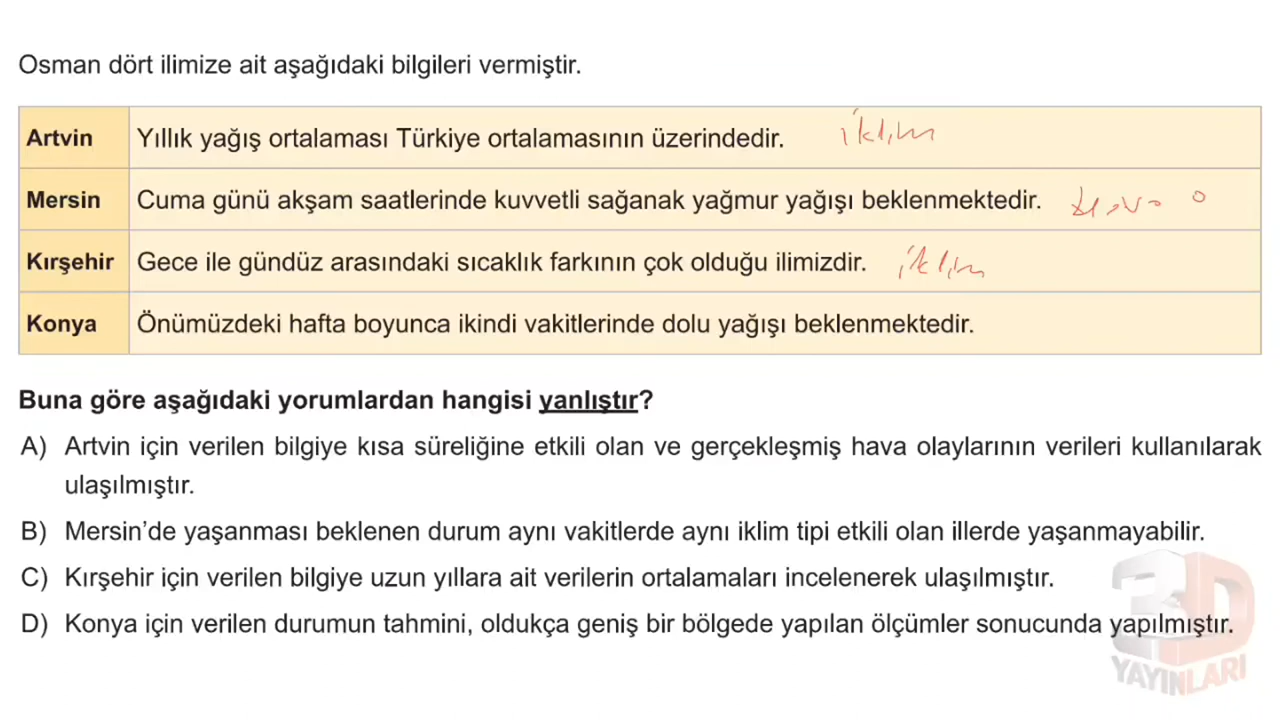 Osman dört ilimize ait aşağıdaki bilgileri vermiştir.
Artvin Yıllık yağış ortalaması Türkiye ortalamasının üzerindedir. iklim
Mersin Cuma günü akşam saatlerinde kuvvetli sağanak yağmur yağışı beklenmektedir. Hava o
Kırşehir Gece ile gündüz arasındaki sıcaklık farkının çok olduğu ilimizdir. iklim
Konya Önümüzdeki hafta boyunca ikindi vakitlerinde dolu yağışı beklenmektedir.
Buna göre aşağıdaki yorumlardan hangisi yanlıştır?
A) Artvin için verilen bilgiye kısa süreliğine etkili olan ve gerçekleşmiş hava olaylarının verileri kullanılarak
ulaşılmıştır.
B) Mersin’de yaşanması beklenen durum aynı vakitlerde aynı iklim tipi etkili olan illerde yaşanmayabilir.
C) Kırşehir için verilen bilgiye uzun yıllara ait verilerin ortalamaları incelenerek ulaşılmıştır.
D) Konya için verilen durumun tahmini, oldukça geniş bir bölgede yapılan ölçümler sonucunda yapılmıştır.
3D
YAYINLARI